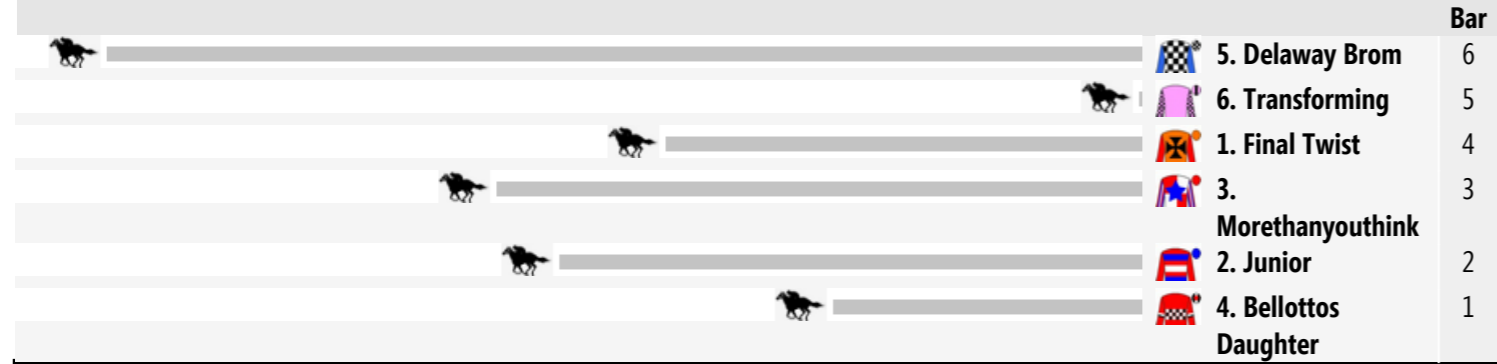 Bar
5. Delaway Brom 6
6. Transforming 5
1. Final Twist 4
3. 3
Morethanyouthink
2. Junior 2
4. Bellottos 1
Daughter